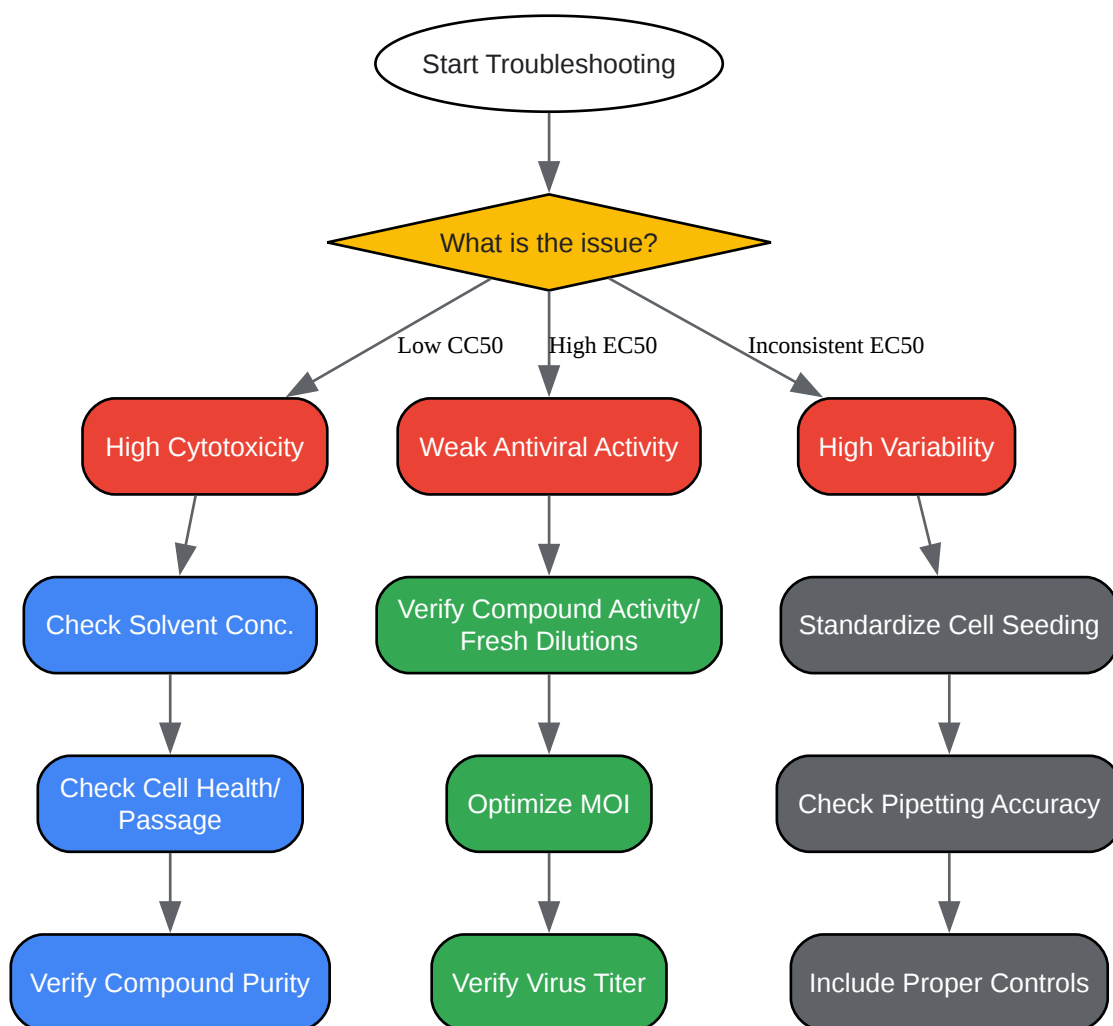 Start Troubleshooting
What is the issue?
Low CC50
High EC50
Inconsistent EC50
High Cytotoxicity
Weak Antiviral Activity
High Variability
Check Solvent Conc.
Verify Compound Activity/
Fresh Dilutions
Standardize Cell Seeding
Check Cell Health/
Passage
Optimize MOI
Check Pipetting Accuracy
Verify Compound Purity
Verify Virus Titer
Include Proper Controls